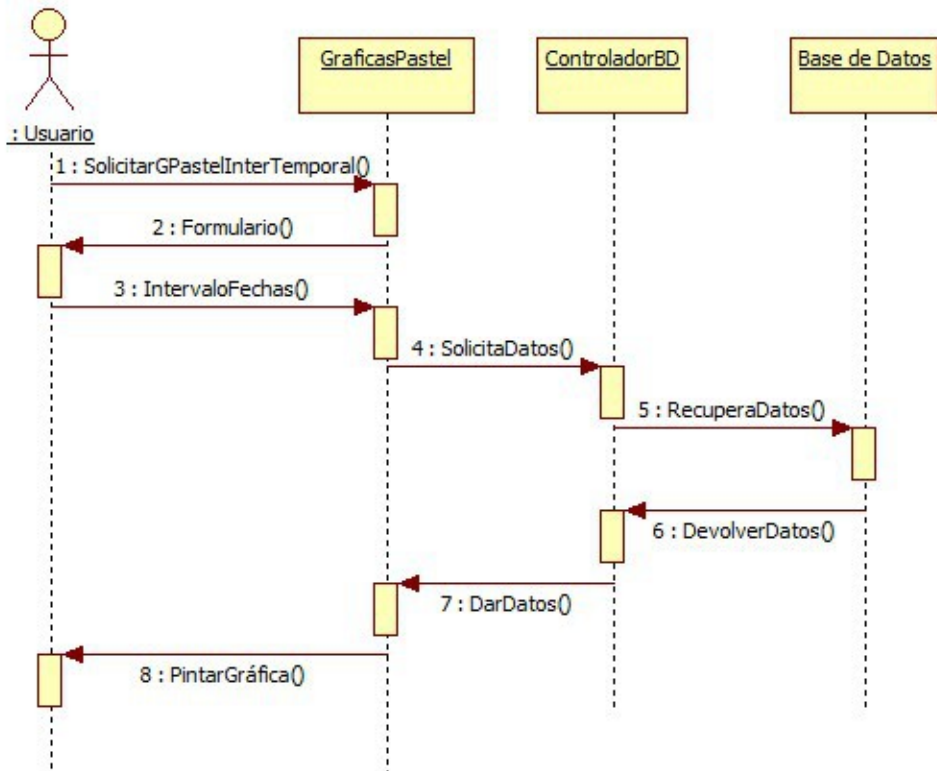 GraficasPastel
ControladorBD
Base de Datos
: Usuario
1 : SolicitarGPastelInterTemporal()
2 : Formulario()
3 : IntervaloFechas()
4 : SolicitaDatos()
5 : RecuperaDatos()
6 : DevolverDatos()
7 : DarDatos()
8 : PintarGráfica()